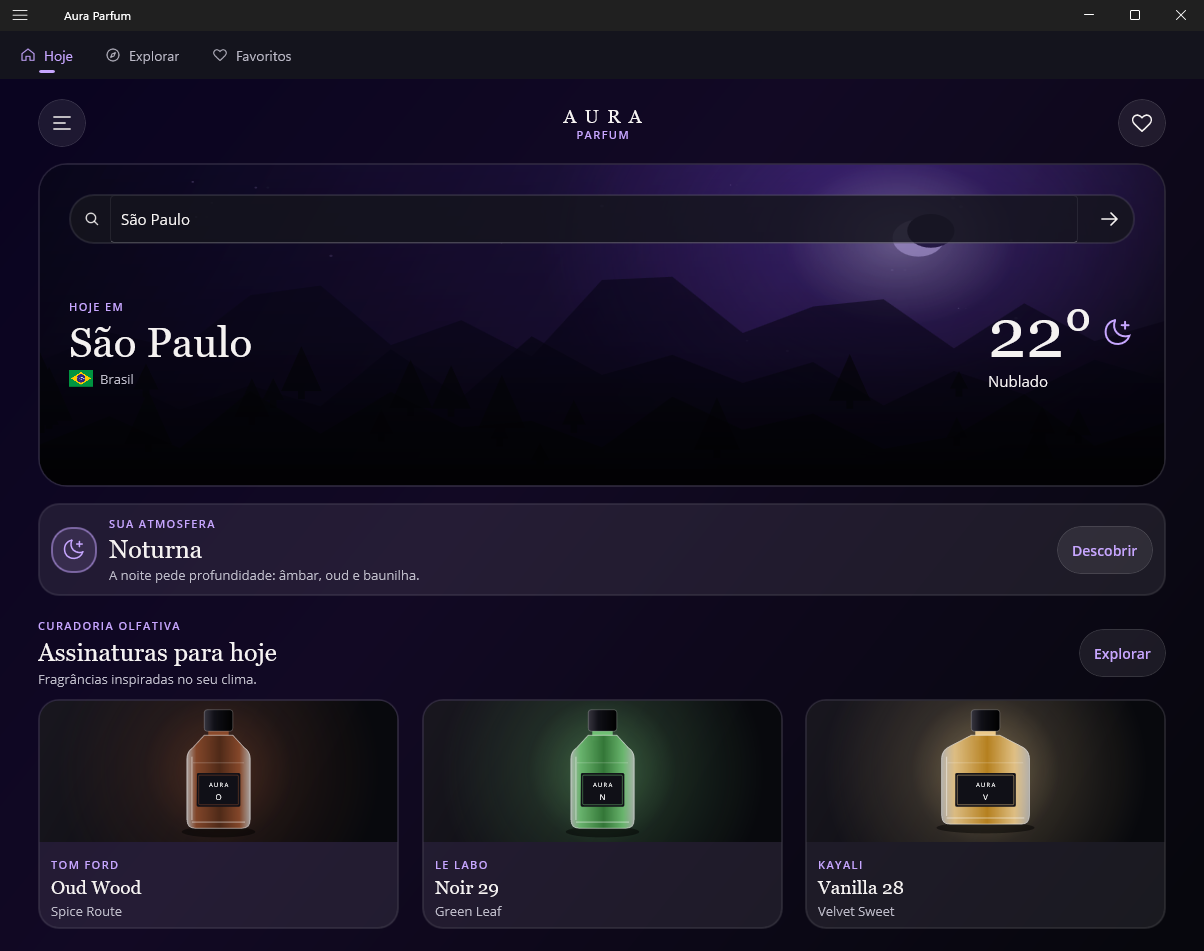 Aura Parfum
Hoje
Explorar
Favoritos
AURA
PARFUM
São Paulo
HOJE EM
São Paulo
Brasil
22°
Nublado
SUA ATMOSFERA
Noturna
A noite pede profundidade: âmbar, oud e baunilha.
Descobrir
CURADORIA OLFATIVA
Assinaturas para hoje
Fragrâncias inspiradas no seu clima.
Explorar
AURA
O
TOM FORD
Oud Wood
Spice Route
AURA
N
LE LABO
Noir 29
Green Leaf
AURA
V
KAYALI
Vanilla 28
Velvet Sweet